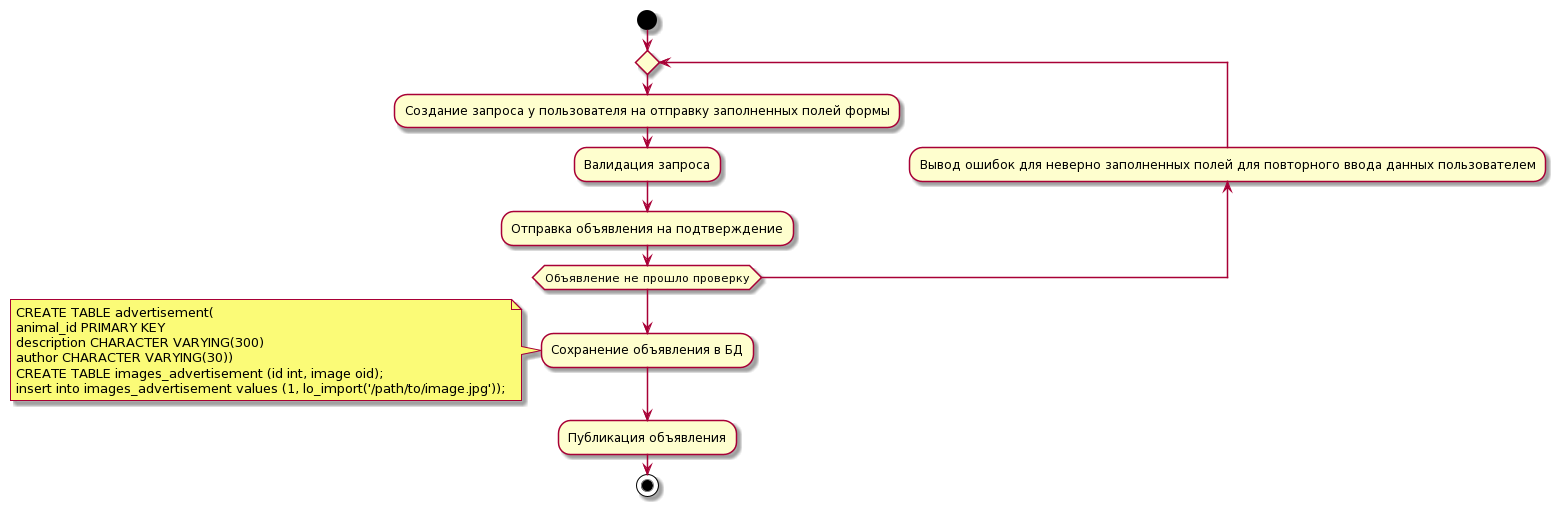 Создание запроса у пользователя на отправку заполненных полей формы
Валидация запроса
Вывод ошибок для неверно заполненных полей для повторного ввода данных пользователем
Отправка объявления на подтверждение
Объявление не прошло проверку
CREATE TABLE advertisement(
animal_id PRIMARY KEY
description CHARACTER VARYING(300)
author CHARACTER VARYING(30))
CREATE TABLE images_advertisement (id int, image oid);
insert into images_advertisement values (1, lo_import('/path/to/image.jpg'));
Сохранение объявления в БД
Публикация объявления